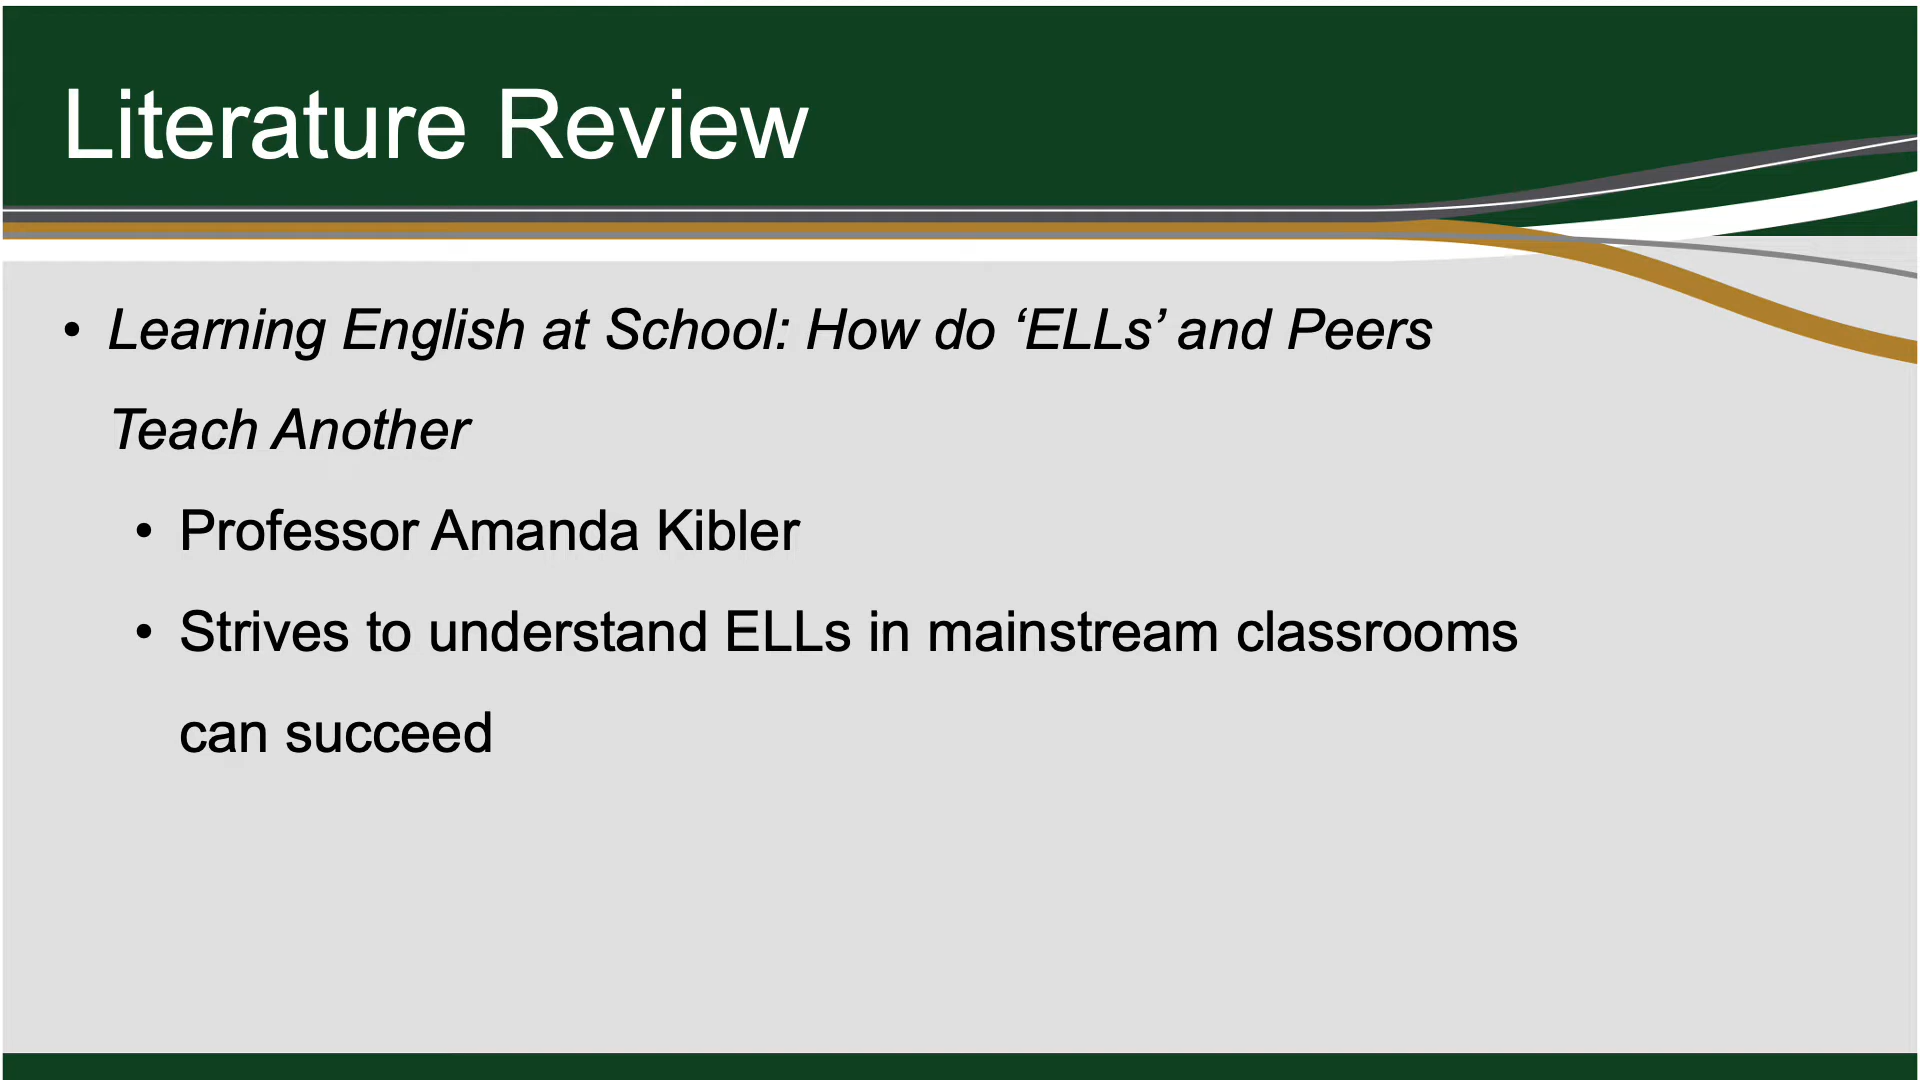 Literature Review
• Learning English at School: How do ‘ELLs’ and Peers
Teach Another
• Professor Amanda Kibler
• Strives to understand ELLs in mainstream classrooms
can succeed